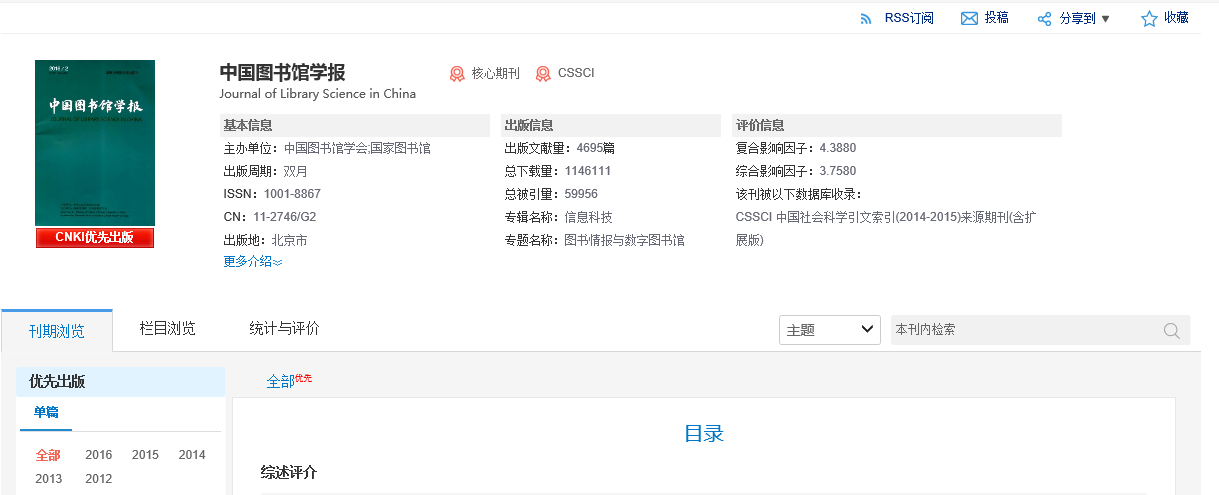 RSS订阅 投稿 分享到▼ 收藏
2016/2
中国图书馆学报
JOURNAL OF LIBRARY SCIENCE IN CHINA
CNKI优先出版
中国图书馆学报 核心期刊 CSSCI
Journal of Library Science in China
基本信息 出版信息 评价信息
主办单位：中国图书馆学会;国家图书馆 出版文献量：4695篇 复合影响因子：4.3880
出版周期：双月 总下载量：1146111 综合影响因子：3.7580
ISSN：1001-8867 总被引量：59956 该刊被以下数据库收录：
CN：11-2746/G2 专辑名称：信息科技 CSSCI 中国社会科学引文索引(2014-2015)来源期刊(含扩
出版地：北京市 专题名称：图书情报与数字图书馆 展版)
更多介绍
刊期浏览 栏目浏览 统计与评价 主题 本刊内检索
优先出版 全部优先
单篇
目录
全部 2016 2015 2014
综述评介
2013 2012